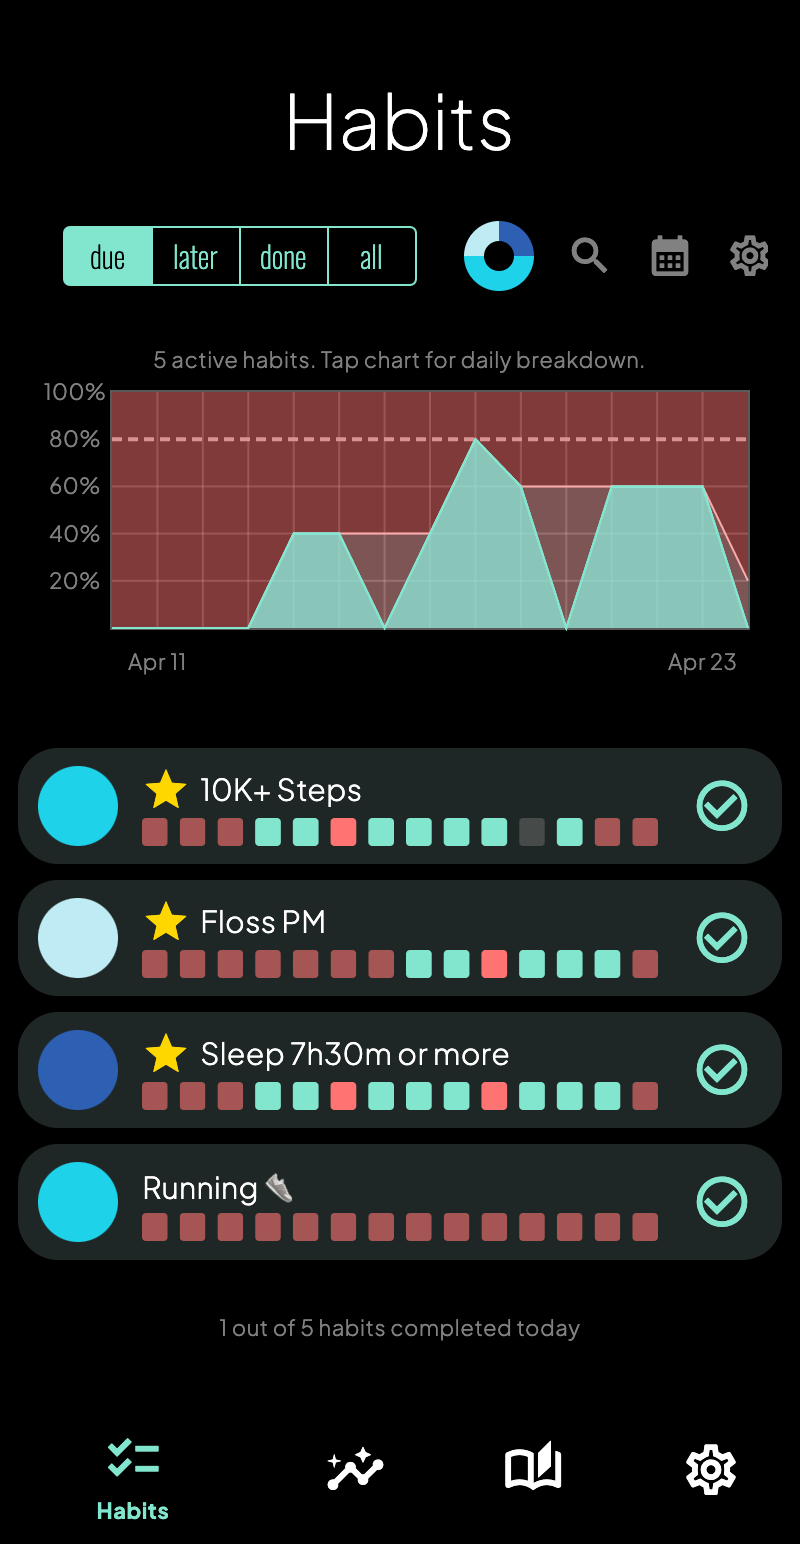 Habits
due later done all
5 active habits. Tap chart for daily breakdown.
100%
80%
60%
40%
20%
Apr 11 Apr 23
10K+ Steps
Floss PM
Sleep 7h30m or more
Running
1 out of 5 habits completed today
Habits